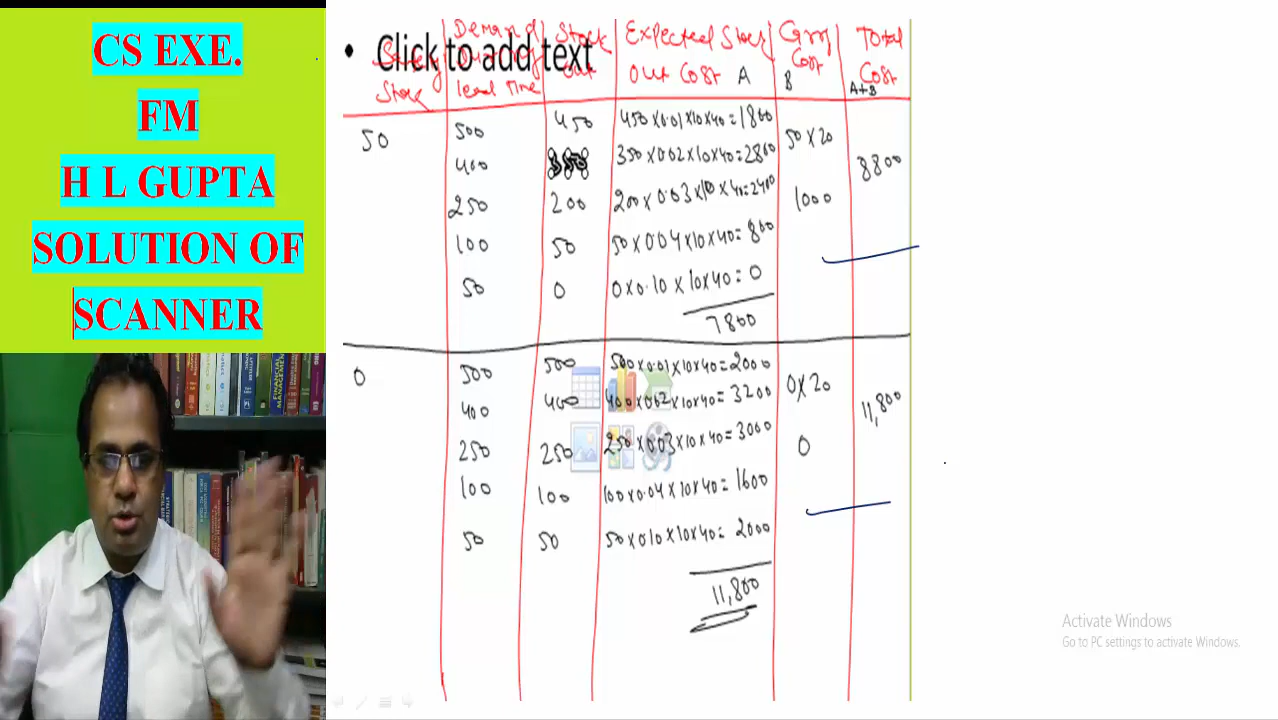 CS EXE.
FM
H L GUPTA
SOLUTION OF
SCANNER
• Click to add text
Safety Stock | Demand During lead Time | Stock Out | Expected Stock Out Cost A | Carry Cost B | Total Cost A+B
50 | 500 | 450 | 450 x 0.01 x 10 x 40 = 1800 | 50 x 20 | 8800
400 | 350 | 350 x 0.02 x 10 x 40 = 2800
250 | 200 | 200 x 0.03 x 10 x 40 = 2400 | 1000
100 | 50 | 50 x 0.04 x 10 x 40 = 800
50 | 0 | 0 x 0.10 x 10 x 40 = 0
7800
0 | 500 | 500 | 500 x 0.01 x 10 x 40 = 2000 | 0 x 20 | 11,800
400 | 400 | 400 x 0.02 x 10 x 40 = 3200
250 | 250 | 250 x 0.03 x 10 x 40 = 3000 | 0
100 | 100 | 100 x 0.04 x 10 x 40 = 1600
50 | 50 | 50 x 0.10 x 10 x 40 = 2000
11,800
Activate Windows
Go to PC settings to activate Windows.